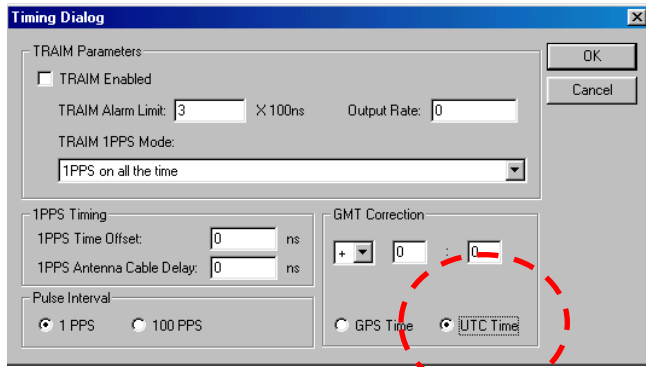 Timing Dialog
TRAIM Parameters
TRAIM Enabled
TRAIM Alarm Limit: 3 X 100ns Output Rate: 0
TRAIM 1PPS Mode:
1PPS on all the time
OK
Cancel
1PPS Timing
1PPS Time Offset: 0 ns
1PPS Antenna Cable Delay: 0 ns
GMT Correction
+ 0 : 0
Pulse Interval
1 PPS 100 PPS
GPS Time UTC Time